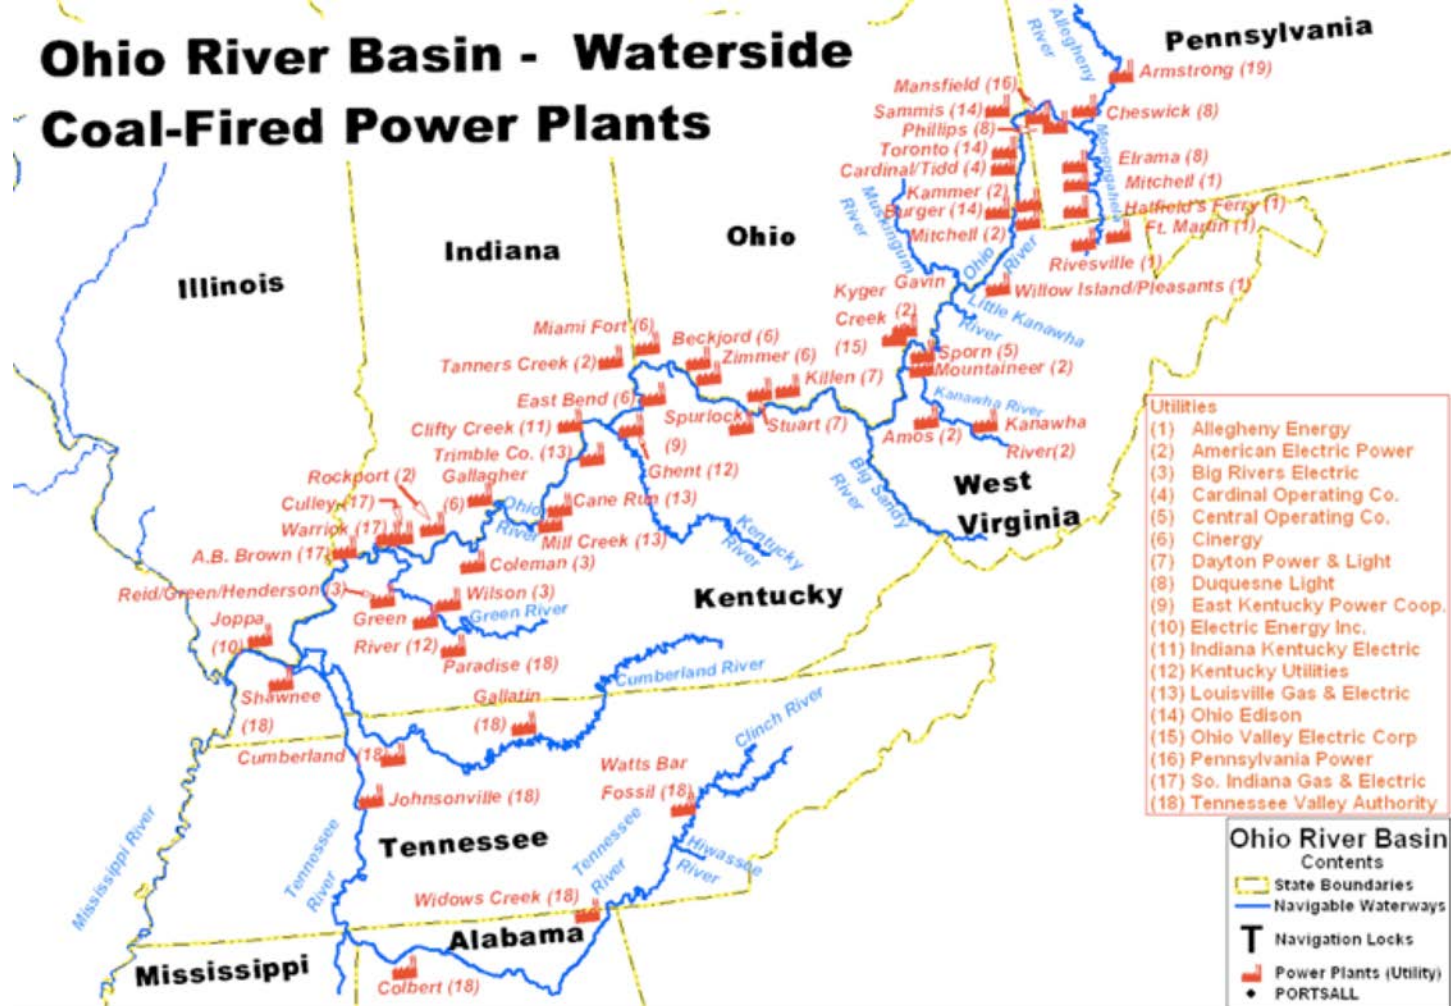 Ohio River Basin - Waterside
Coal-Fired Power Plants
Pennsylvania
Allegheny
River
Armstrong (19)
Mansfield (16)
Sammis (14)
Cheswick (8)
Phillips (8)
Toronto (14)
Cardinal/Tidd (4)
Monongahela
Elrama (8)
Mitchell (1)
Kammer (2)
Burger (14)
Mitchell (2)
Hatfield's Ferry (1)
Ft. Martin (1)
Rivesville (1)
Muskingum
River
Ohio
River
Willow Island/Pleasants (1)
Ohio
Indiana
Illinois
Gavin
(2)
Kyger
Creek
(15)
Little Kanawha
River
Sporn (5)
Mountaineer (2)
Kanawha River
Kanawha
River(2)
Amos (2)
Miami Fort (6)
Beckjord (6)
Tanners Creek (2)
Zimmer (6)
Killen (7)
East Bend (6)
Spurlock
(9)
Stuart (7)
Clifty Creek (11)
Trimble Co. (13)
Ghent (12)
Gallagher
(6)
Rockport (2)
Culley (17)
Warrick (17)
A.B. Brown (17)
Ohio
River
Cane Run (13)
Mill Creek (13)
Coleman (3)
Kentucky
River
Big Sandy
River
West
Virginia
Reid/Green/Henderson (3)
Wilson (3)
Green River
Green
River (12)
Paradise (18)
Kentucky
Joppa
(10)
Shawnee
(18)
Cumberland River
Gallatin
(18)
Clinch River
Cumberland (18)
Johnsonville (18)
Watts Bar
Fossil (18)
Tennessee
Tennessee
River
Tennessee
River
Hiwassee
River
Mississippi River
Widows Creek (18)
Alabama
Mississippi
Colbert (18)
Utilities
(1) Allegheny Energy
(2) American Electric Power
(3) Big Rivers Electric
(4) Cardinal Operating Co.
(5) Central Operating Co.
(6) Cinergy
(7) Dayton Power & Light
(8) Duquesne Light
(9) East Kentucky Power Coop.
(10) Electric Energy Inc.
(11) Indiana Kentucky Electric
(12) Kentucky Utilities
(13) Louisville Gas & Electric
(14) Ohio Edison
(15) Ohio Valley Electric Corp
(16) Pennsylvania Power
(17) So. Indiana Gas & Electric
(18) Tennessee Valley Authority
Ohio River Basin
Contents
State Boundaries
Navigable Waterways
T Navigation Locks
Power Plants (Utility)
PORTSALL